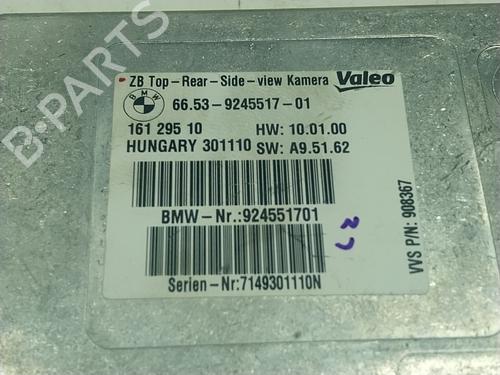 ZB Top-Rear-Side-view Kamera Valeo
BMW 66.53-9245517-01
161 295 10 HW: 10.01.00
HUNGARY 301110 SW: A9.51.62
BMW-Nr.:924551701
Serien-Nr:7149301110N
VVS P/N: 908367
B-PARTS